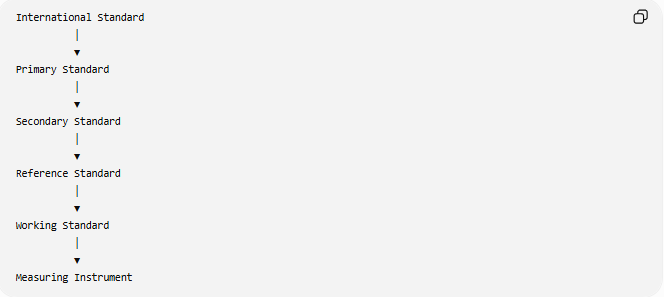 International Standard
│
▼
Primary Standard
│
▼
Secondary Standard
│
▼
Reference Standard
│
▼
Working Standard
│
▼
Measuring Instrument